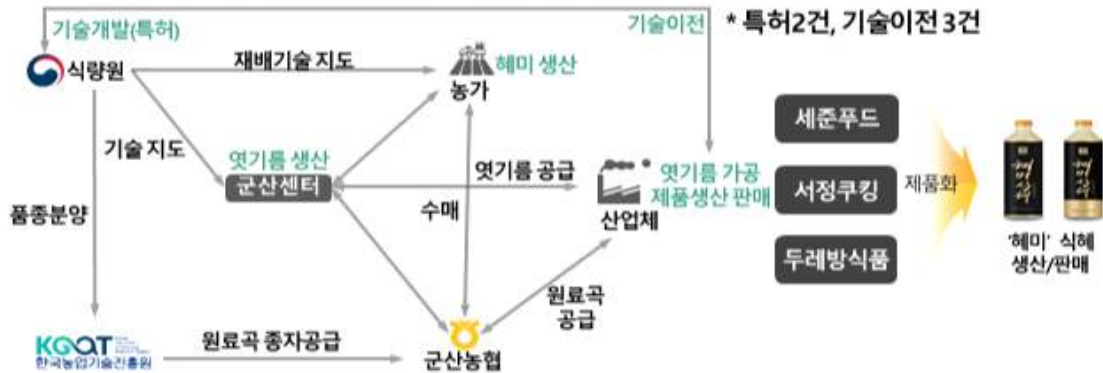 기술개발(특허)
기술이전
* 특허2건, 기술이전 3건
식량원
재배기술 지도
혜미 생산
농가
기술 지도
엿기름 생산
군산센터
엿기름 공급
엿기름 가공
제품생산 판매
산업체
세준푸드
서정쿠킹
두레방식품
제품화
'혜미' 식혜
생산/판매
품종분양
수매
원료곡
공급
KOAT
한국농업기술진흥원
원료곡 종자공급
군산농협